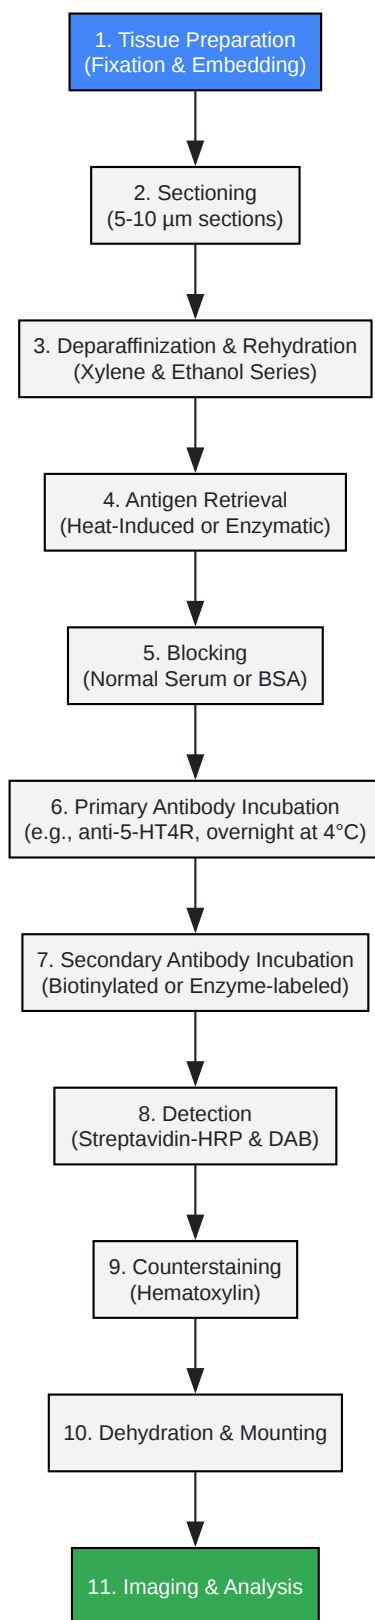 1. Tissue Preparation
(Fixation & Embedding)
2. Sectioning
(5-10 µm sections)
3. Deparaffinization & Rehydration
(Xylene & Ethanol Series)
4. Antigen Retrieval
(Heat-Induced or Enzymatic)
5. Blocking
(Normal Serum or BSA)
6. Primary Antibody Incubation
(e.g., anti-5-HT4R, overnight at 4°C)
7. Secondary Antibody Incubation
(Biotinylated or Enzyme-labeled)
8. Detection
(Streptavidin-HRP & DAB)
9. Counterstaining
(Hematoxylin)
10. Dehydration & Mounting
11. Imaging & Analysis